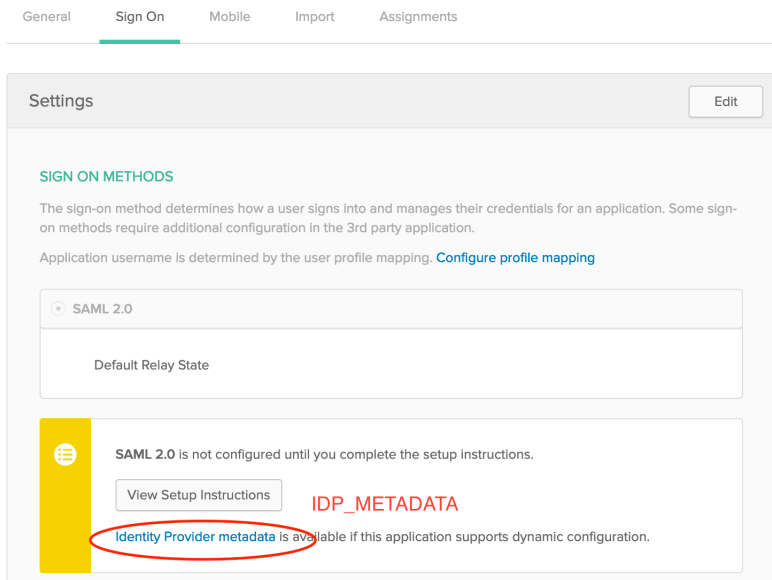 General Sign On Mobile Import Assignments
Settings Edit
SIGN ON METHODS
The sign-on method determines how a user signs into and manages their credentials for an application. Some sign-
on methods require additional configuration in the 3rd party application.
Application username is determined by the user profile mapping. Configure profile mapping
SAML 2.0
Default Relay State
SAML 2.0 is not configured until you complete the setup instructions.
View Setup Instructions
IDP_METADATA
Identity Provider metadata is available if this application supports dynamic configuration.